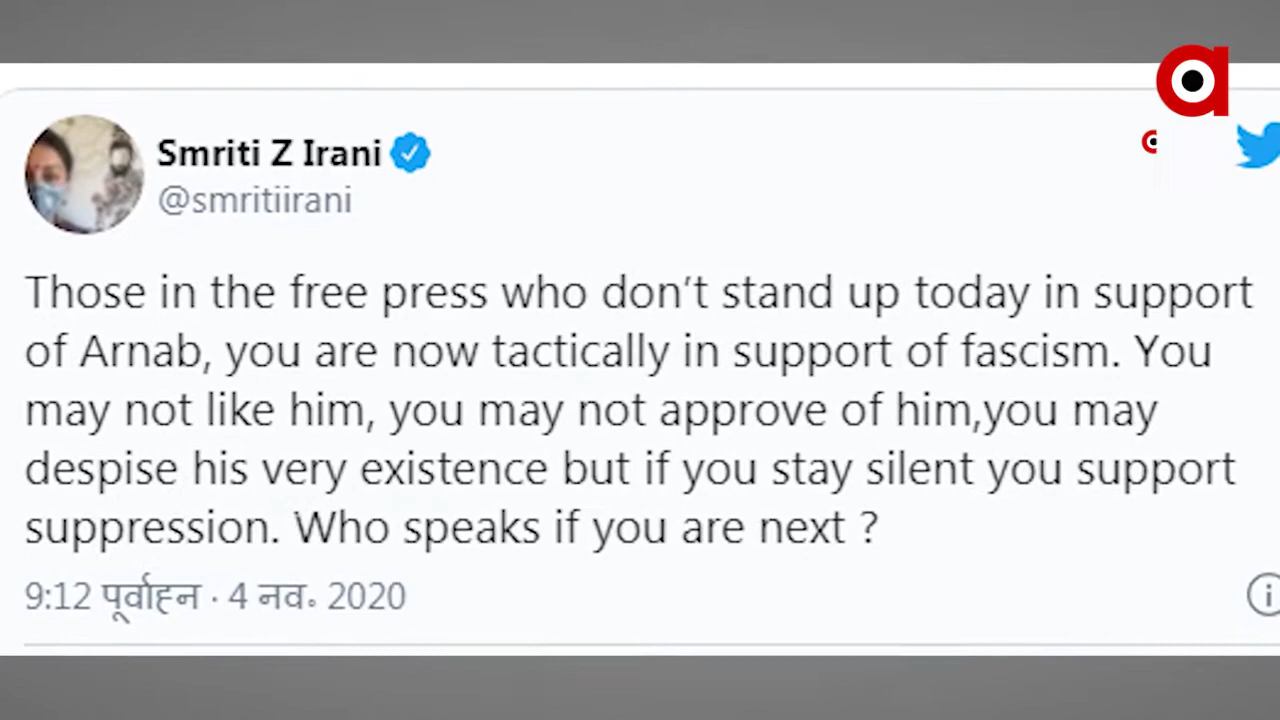 Smriti Z Irani
@smritiirani
Those in the free press who don’t stand up today in support
of Arnab, you are now tactically in support of fascism. You
may not like him, you may not approve of him,you may
despise his very existence but if you stay silent you support
suppression. Who speaks if you are next ?
9:12 पूर्वाह्न · 4 नव॰ 2020